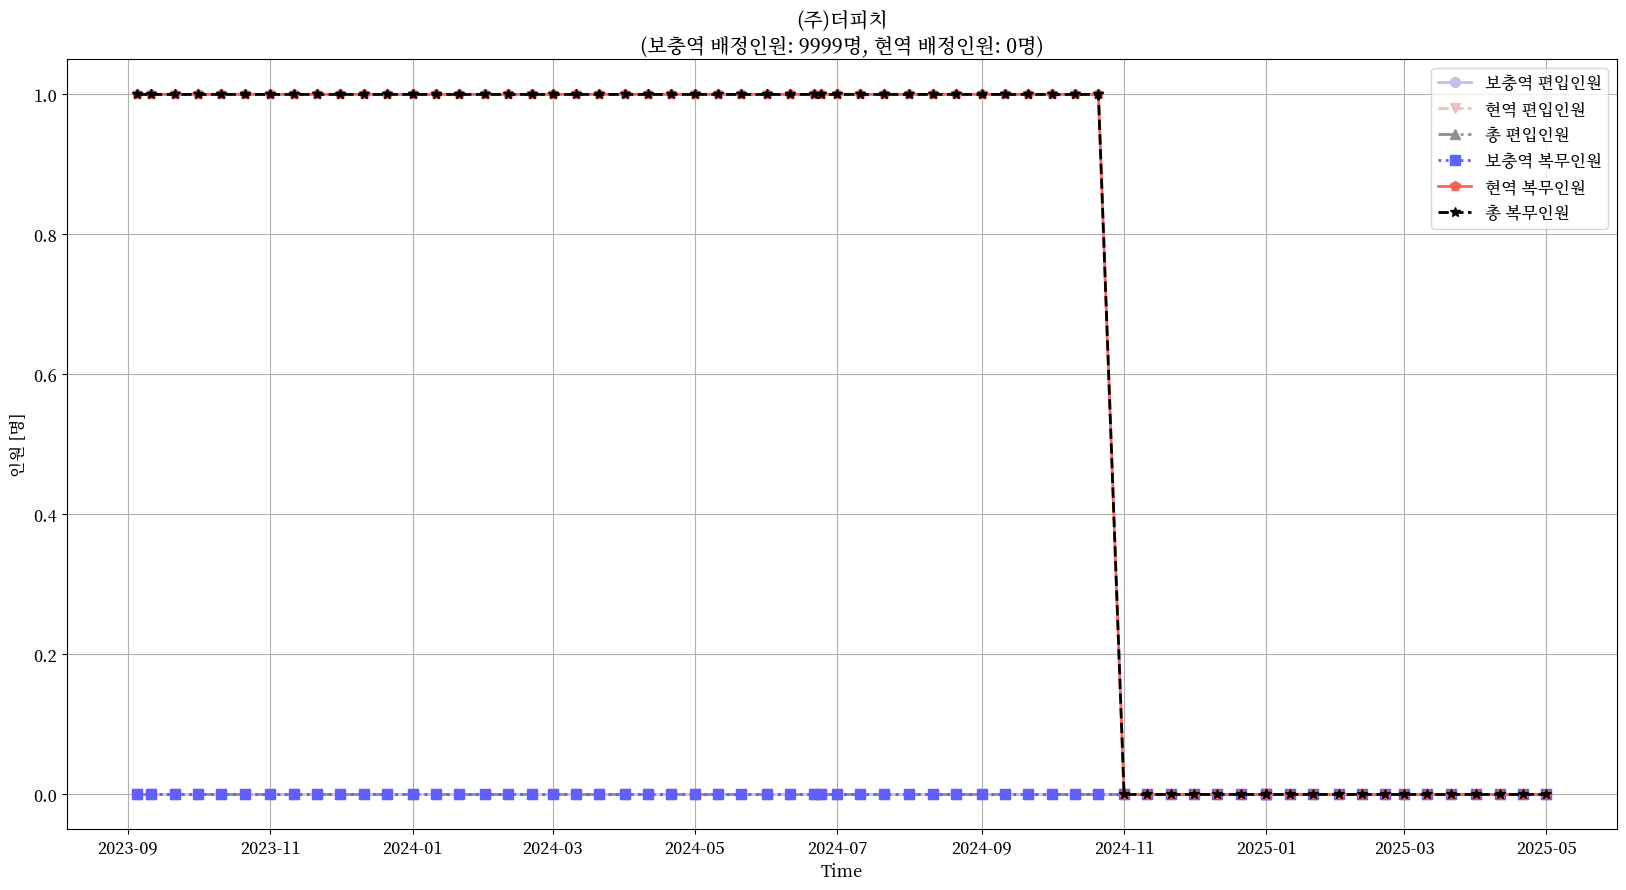 (주)더피치
(보충역 배정인원: 9999명, 현역 배정인원: 0명)
보충역 편입인원
현역 편입인원
총 편입인원
보충역 복무인원
현역 복무인원
총 복무인원
인원 [명]
1.0
0.8
0.6
0.4
0.2
0.0
2023-09 2023-11 2024-01 2024-03 2024-05 2024-07 2024-09 2024-11 2025-01 2025-03 2025-05
Time